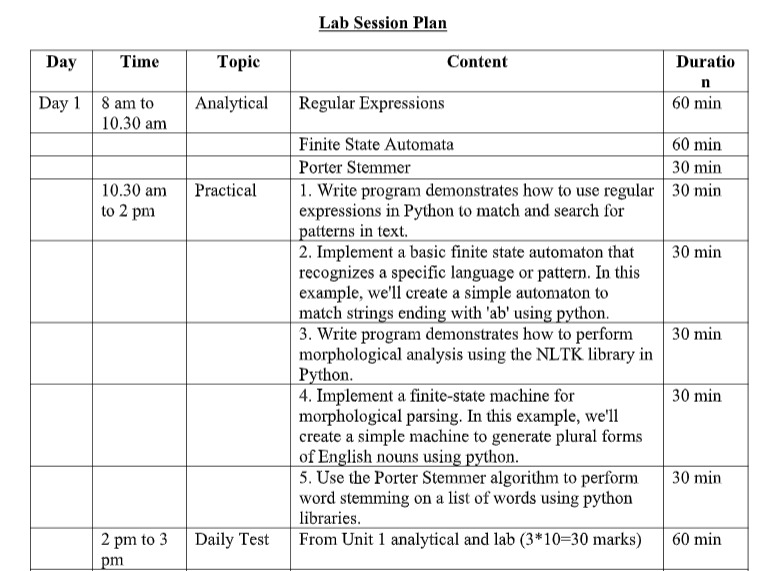 Lab Session Plan
Day Time Topic Content Duratio
n
Day 1 8 am to Analytical Regular Expressions 60 min
10.30 am
Finite State Automata 60 min
Porter Stemmer 30 min
10.30 am Practical 1. Write program demonstrates how to use regular 30 min
to 2 pm expressions in Python to match and search for
patterns in text.
2. Implement a basic finite state automaton that 30 min
recognizes a specific language or pattern. In this
example, we'll create a simple automaton to
match strings ending with 'ab' using python.
3. Write program demonstrates how to perform 30 min
morphological analysis using the NLTK library in
Python.
4. Implement a finite-state machine for 30 min
morphological parsing. In this example, we'll
create a simple machine to generate plural forms
of English nouns using python.
5. Use the Porter Stemmer algorithm to perform 30 min
word stemming on a list of words using python
libraries.
2 pm to 3 Daily Test From Unit 1 analytical and lab (3*10=30 marks) 60 min
pm